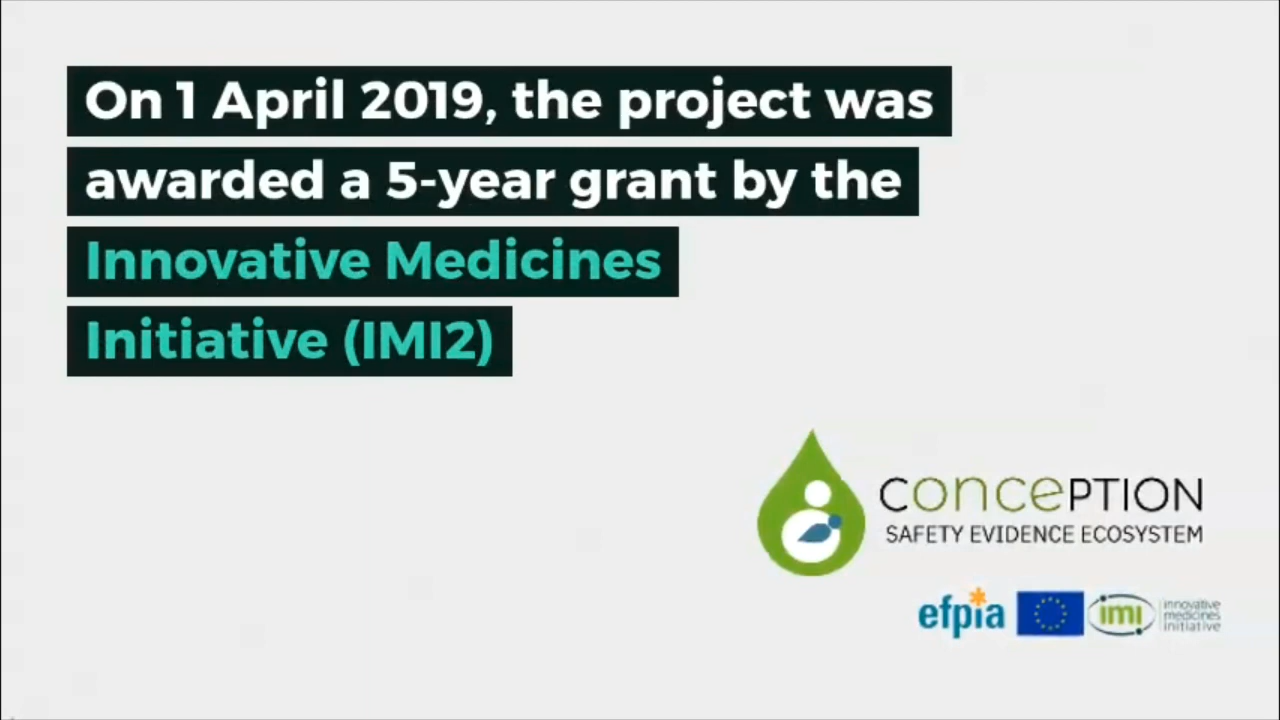 On 1 April 2019, the project was
awarded a 5-year grant by the
Innovative Medicines
Initiative (IMI2)
CONCEPTION
SAFETY EVIDENCE ECOSYSTEM
efpia
imi
innovative
medicines
initiative